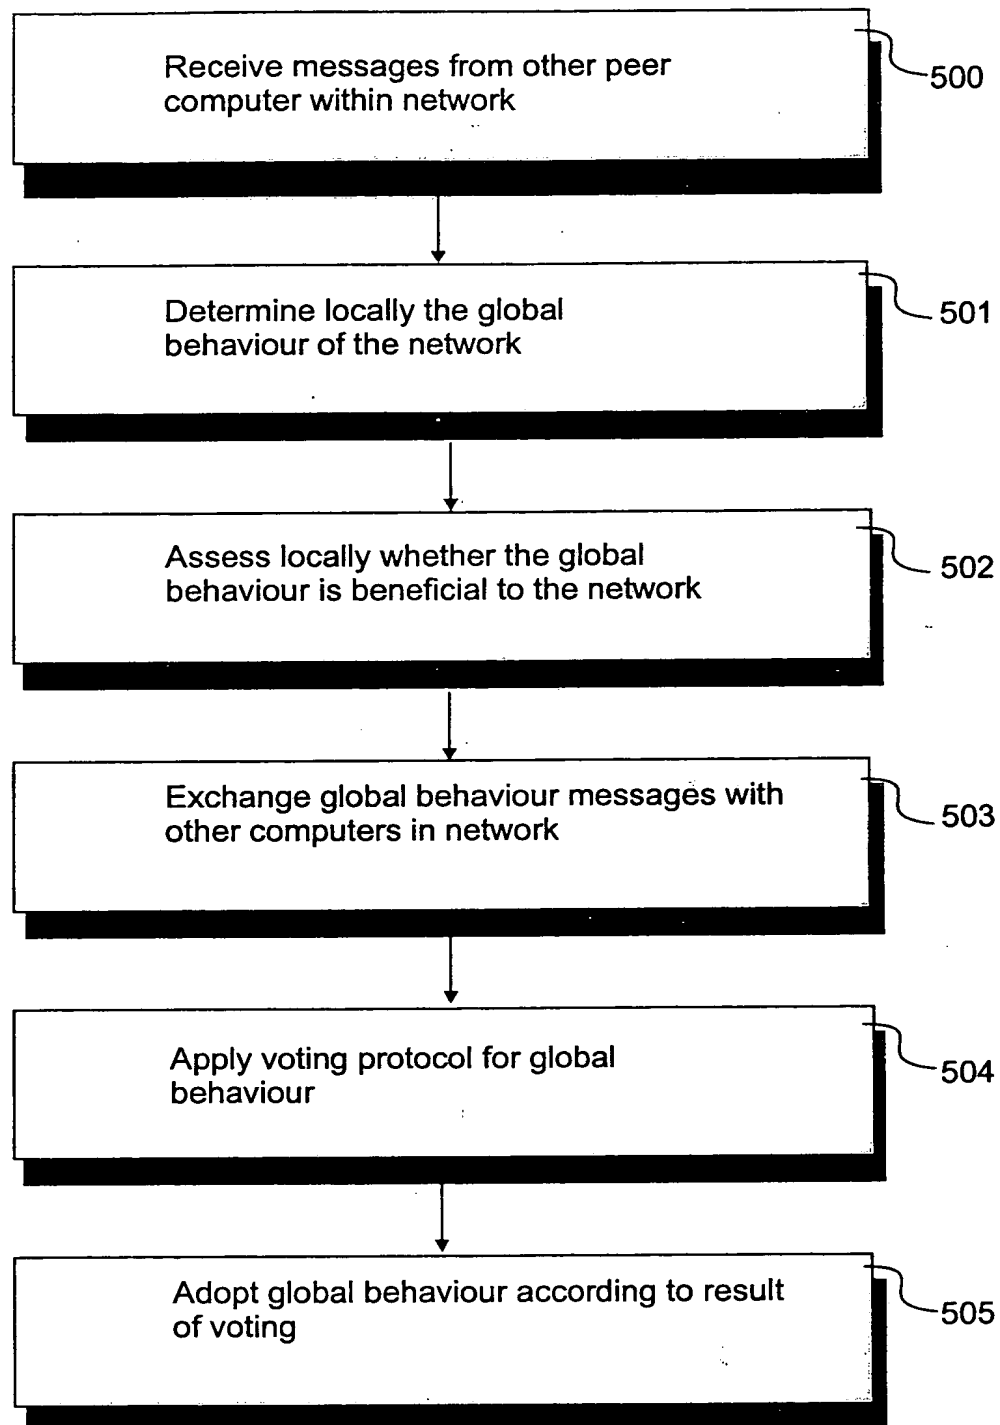 Receive messages from other peer
computer within network
500
Determine locally the global
behaviour of the network
501
Assess locally whether the global
behaviour is beneficial to the network
502
Exchange global behaviour messages with
other computers in network
503
Apply voting protocol for global
behaviour
504
Adopt global behaviour according to result
of voting
505